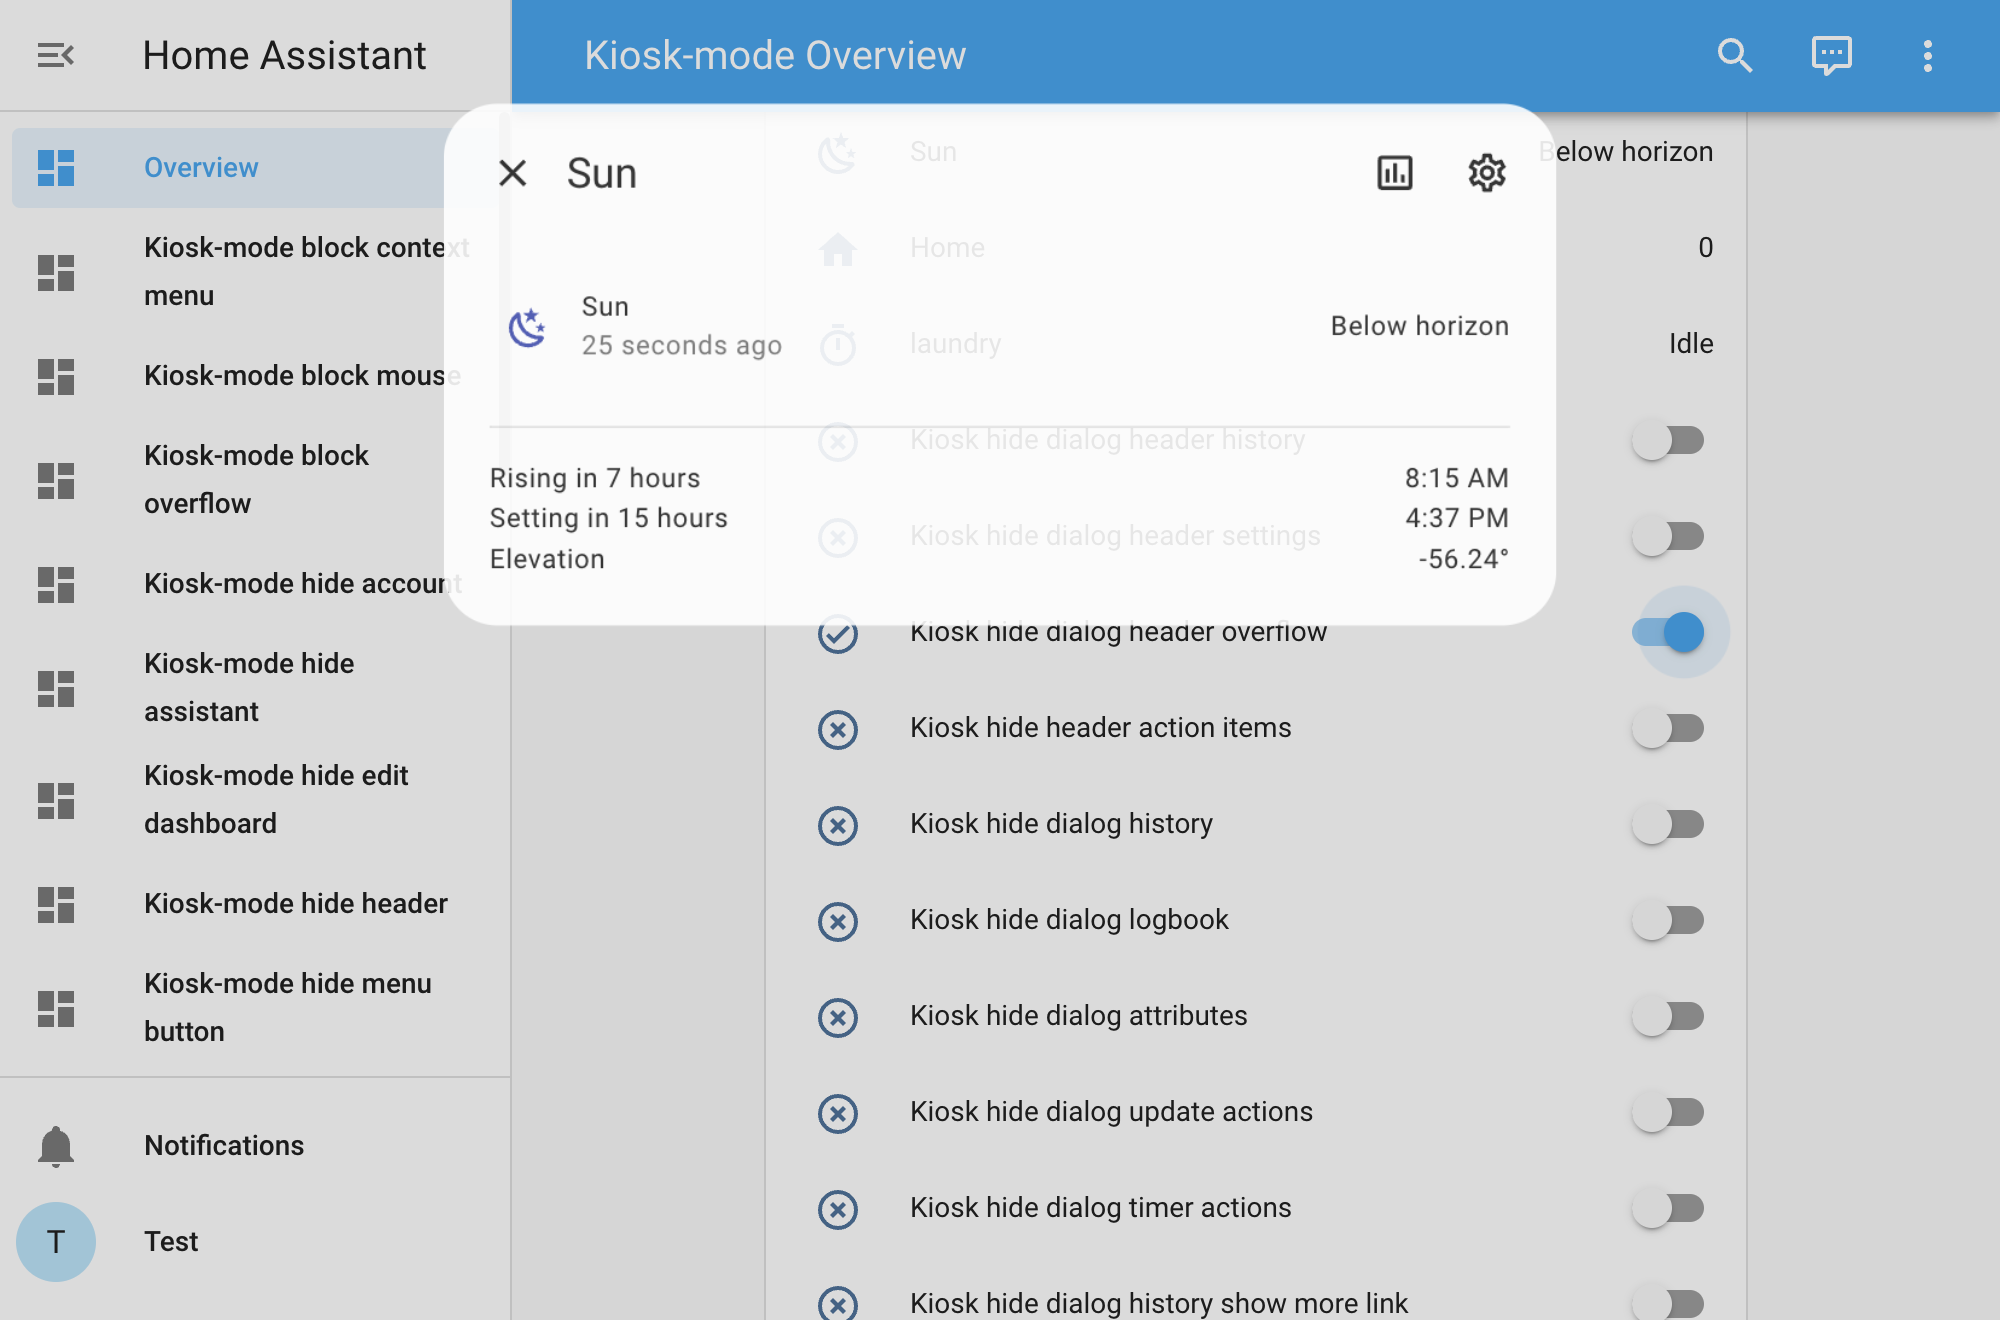 Home Assistant
Kiosk-mode Overview
Overview
Kiosk-mode block context
menu
Kiosk-mode block mouse
Kiosk-mode block
overflow
Kiosk-mode hide account
Kiosk-mode hide
assistant
Kiosk-mode hide edit
dashboard
Kiosk-mode hide header
Kiosk-mode hide menu
button
Notifications
T
Test
Sun
Sun
25 seconds ago
Below horizon
Rising in 7 hours
8:15 AM
Setting in 15 hours
4:37 PM
Elevation
-56.24°
Sun
Below horizon
Home
0
laundry
Idle
Kiosk hide dialog header history
Kiosk hide dialog header settings
Kiosk hide dialog header overflow
Kiosk hide header action items
Kiosk hide dialog history
Kiosk hide dialog logbook
Kiosk hide dialog attributes
Kiosk hide dialog update actions
Kiosk hide dialog timer actions
Kiosk hide dialog history show more link